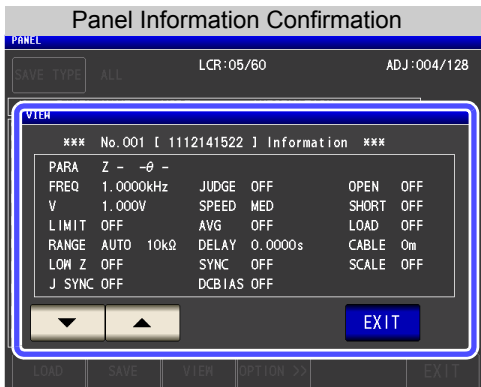 Panel Information Confirmation
PANEL
SAVE TYPE ALL LCR:05/60 ADJ:004/128
VIEW
*** No.001 [ 1112141522 ] Information ***
PARA Z - -θ -
FREQ 1.0000kHz JUDGE OFF OPEN OFF
V 1.000V SPEED MED SHORT OFF
LIMIT OFF AVG OFF LOAD OFF
RANGE AUTO 10kΩ DELAY 0.0000s CABLE 0m
LOW Z OFF SYNC OFF SCALE OFF
J SYNC OFF DCBIAS OFF
EXIT
LOAD SAVE VIEW OPTION >> EXIT